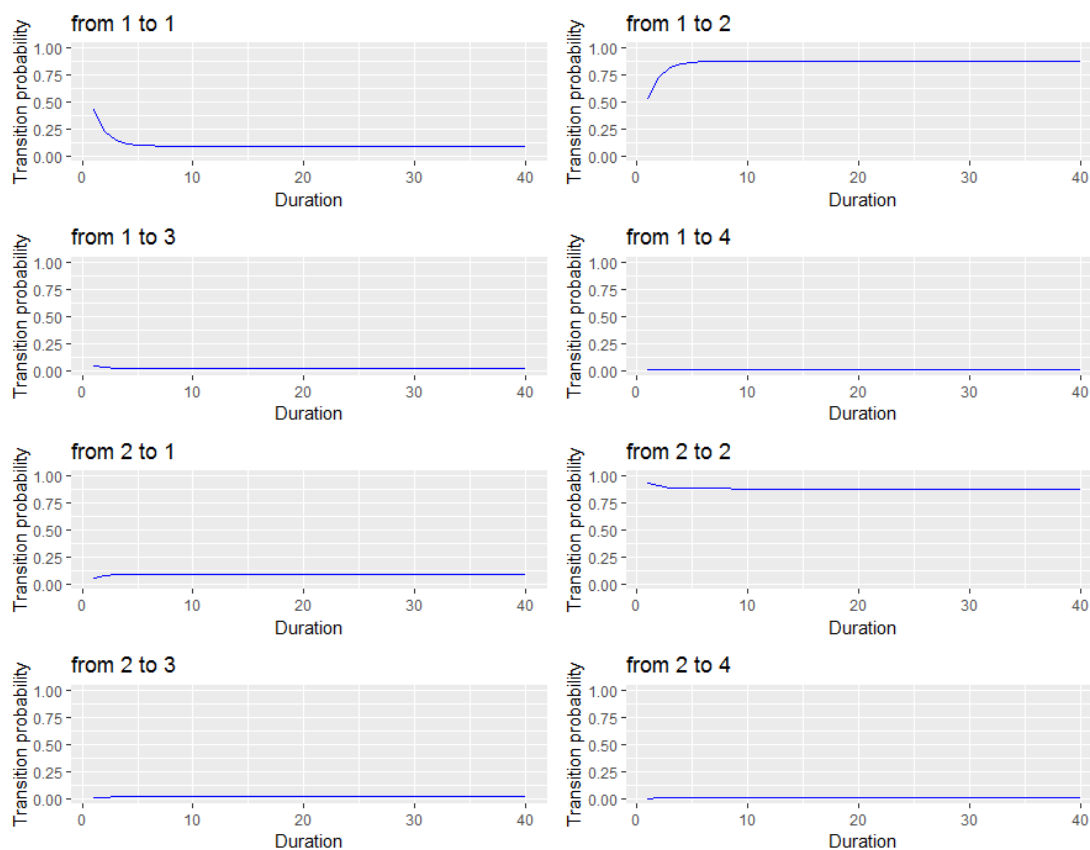 from 1 to 1
Transition probability
1.00
0.75
0.50
0.25
0.00
0 10 20 30 40
Duration
from 1 to 2
Transition probability
1.00
0.75
0.50
0.25
0.00
0 10 20 30 40
Duration
from 1 to 3
Transition probability
1.00
0.75
0.50
0.25
0.00
0 10 20 30 40
Duration
from 1 to 4
Transition probability
1.00
0.75
0.50
0.25
0.00
0 10 20 30 40
Duration
from 2 to 1
Transition probability
1.00
0.75
0.50
0.25
0.00
0 10 20 30 40
Duration
from 2 to 2
Transition probability
1.00
0.75
0.50
0.25
0.00
0 10 20 30 40
Duration
from 2 to 3
Transition probability
1.00
0.75
0.50
0.25
0.00
0 10 20 30 40
Duration
from 2 to 4
Transition probability
1.00
0.75
0.50
0.25
0.00
0 10 20 30 40
Duration